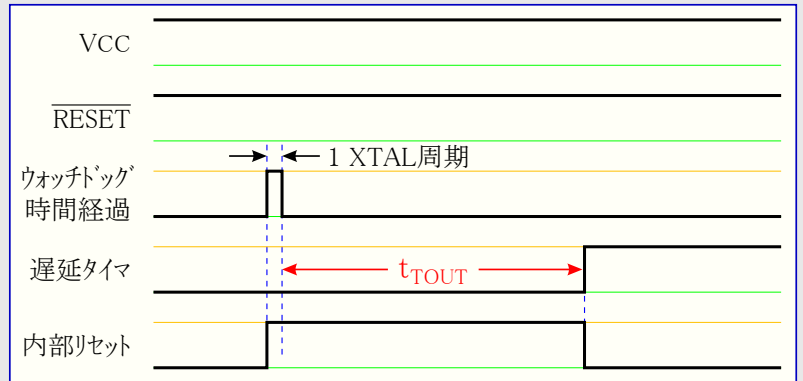 VCC
RESET
1 XTAL周期
ウォッチドッグ
時間経過
遅延タイマ
tTOUT
内部リセット